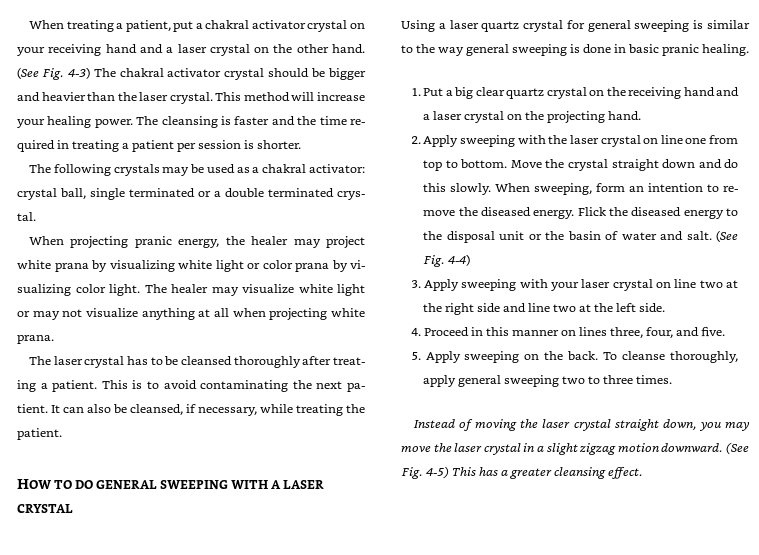 When treating a patient, put a chakral activator crystal on
your receiving hand and a laser crystal on the other hand.
(See Fig. 4-3) The chakral activator crystal should be bigger
and heavier than the laser crystal. This method will increase
your healing power. The cleansing is faster and the time re-
quired in treating a patient per session is shorter.
The following crystals may be used as a chakral activator:
crystal ball, single terminated or a double terminated crys-
tal.
When projecting pranic energy, the healer may project
white prana by visualizing white light or color prana by vi-
sualizing color light. The healer may visualize white light
or may not visualize anything at all when projecting white
prana.
The laser crystal has to be cleansed thoroughly after treat-
ing a patient. This is to avoid contaminating the next pa-
tient. It can also be cleansed, if necessary, while treating the
patient.
HOW TO DO GENERAL SWEEPING WITH A LASER
CRYSTAL
Using a laser quartz crystal for general sweeping is similar
to the way general sweeping is done in basic pranic healing.
1. Put a big clear quartz crystal on the receiving hand and
a laser crystal on the projecting hand.
2. Apply sweeping with the laser crystal on line one from
top to bottom. Move the crystal straight down and do
this slowly. When sweeping, form an intention to re-
move the diseased energy. Flick the diseased energy to
the disposal unit or the basin of water and salt. (See
Fig. 4-4)
3. Apply sweeping with your laser crystal on line two at
the right side and line two at the left side.
4. Proceed in this manner on lines three, four, and five.
5. Apply sweeping on the back. To cleanse thoroughly,
apply general sweeping two to three times.
Instead of moving the laser crystal straight down, you may
move the laser crystal in a slight zigzag motion downward. (See
Fig. 4-5) This has a greater cleansing effect.